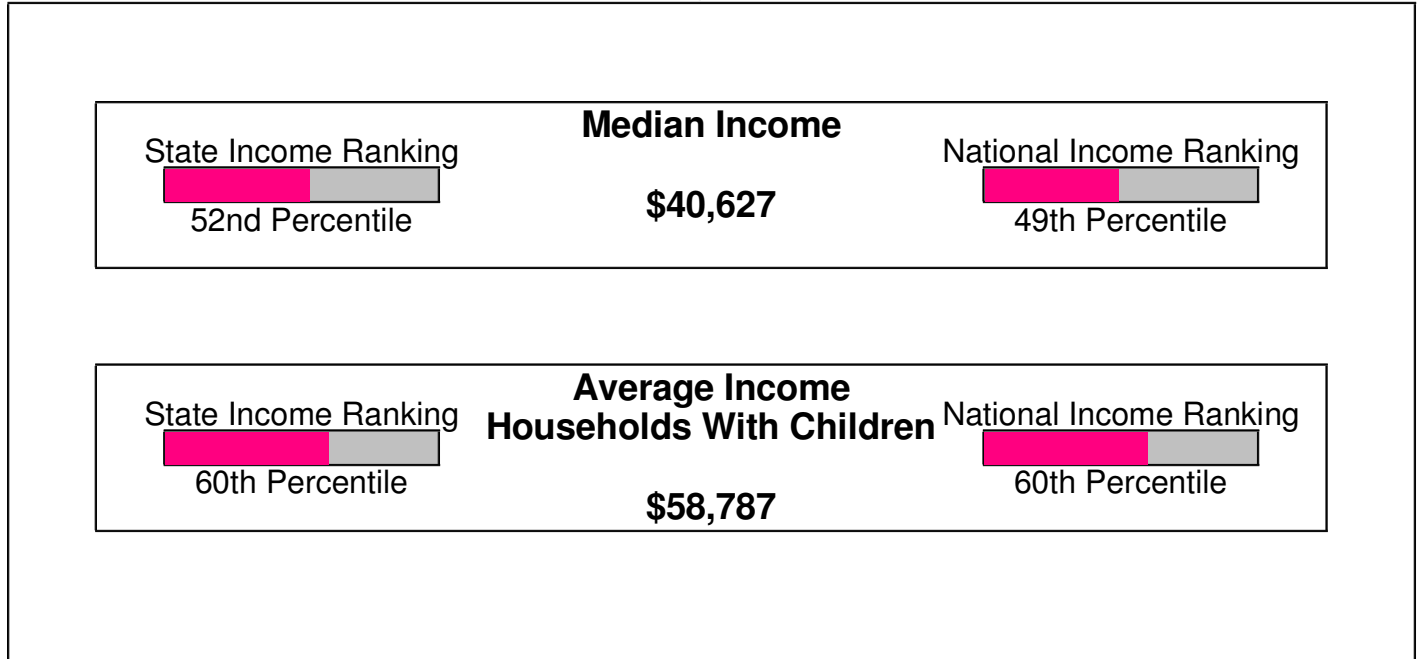 Median Income
State Income Ranking
52nd Percentile
$40,627
National Income Ranking
49th Percentile
Average Income
Households With Children
State Income Ranking
60th Percentile
$58,787
National Income Ranking
60th Percentile